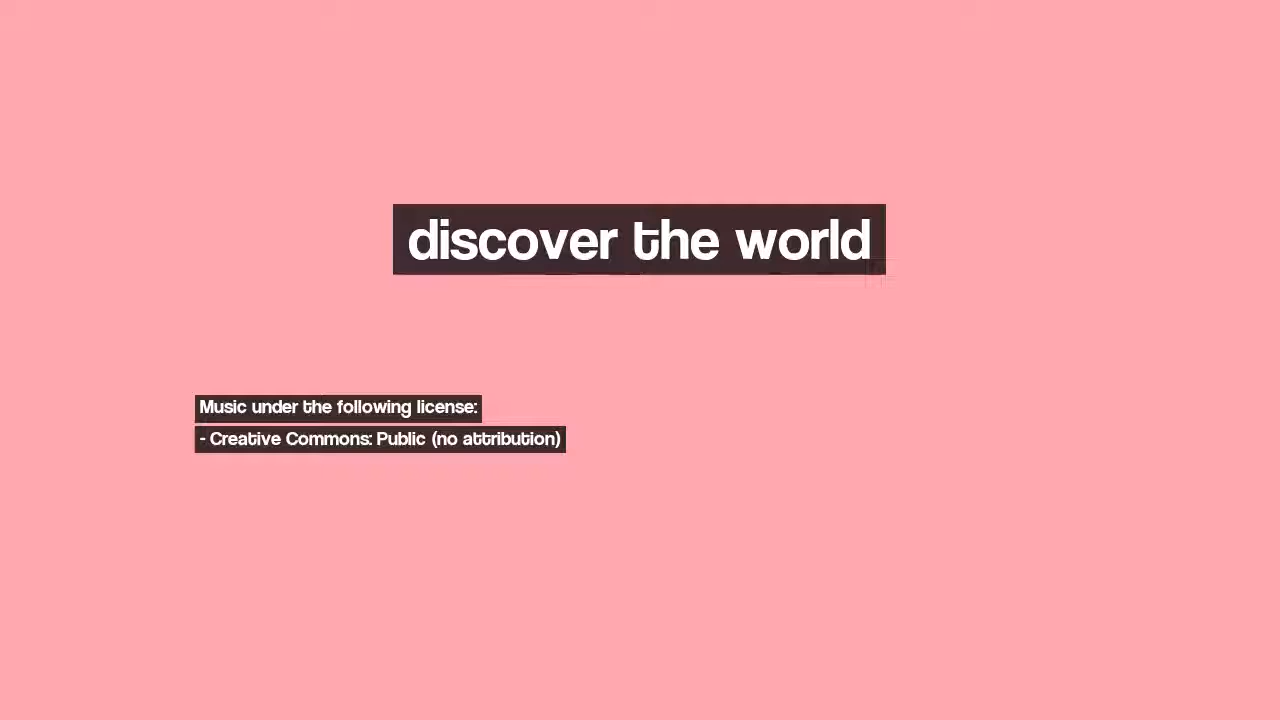 discover the world
Music under the following license:
- Creative Commons: Public (no attribution)